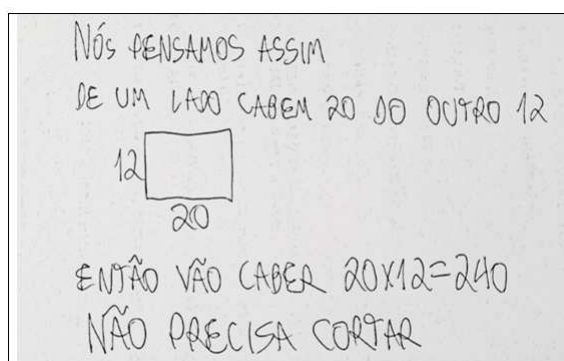 NÓS PENSAMOS ASSIM
DE UM LADO CABEM 20 DO OUTRO 12
12
20
ENTÃO VÃO CABER 20X12=240
NÃO PRECISA CORTAR